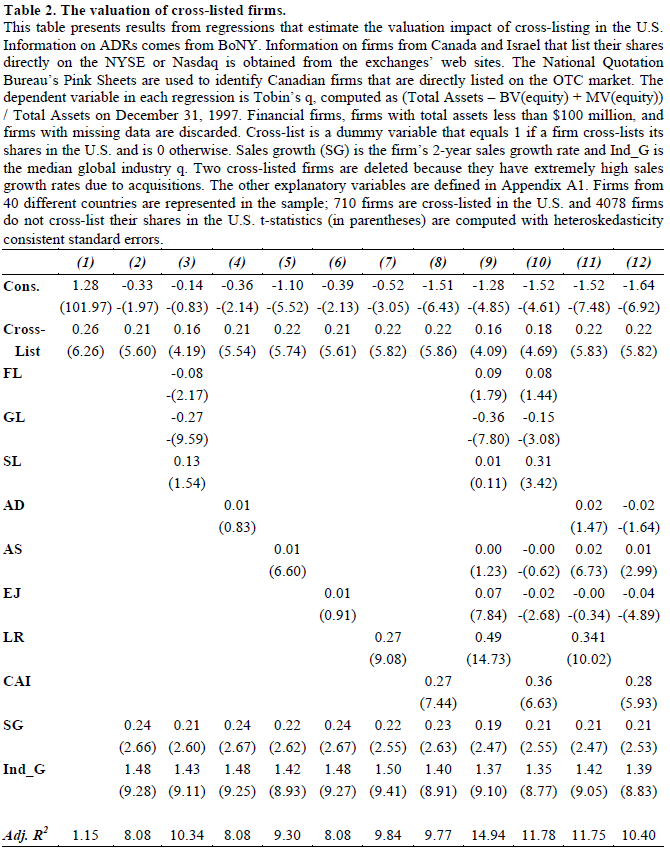 Table 2. The valuation of cross-listed firms.
This table presents results from regressions that estimate the valuation impact of cross-listing in the U.S.
Information on ADRs comes from BoNY. Information on firms from Canada and Israel that list their shares
directly on the NYSE or Nasdaq is obtained from the exchanges' web sites. The National Quotation
Bureau's Pink Sheets are used to identify Canadian firms that are directly listed on the OTC market. The
dependent variable in each regression is Tobin's q, computed as (Total Assets – BV(equity) + MV(equity))
/ Total Assets on December 31, 1997. Financial firms, firms with total assets less than $100 million, and
firms with missing data are discarded. Cross-list is a dummy variable that equals 1 if a firm cross-lists its
shares in the U.S. and is 0 otherwise. Sales growth (SG) is the firm's 2-year sales growth rate and Ind_G is
the median global industry q. Two cross-listed firms are deleted because they have extremely high sales
growth rates due to acquisitions. The other explanatory variables are defined in Appendix A1. Firms from
40 different countries are represented in the sample; 710 firms are cross-listed in the U.S. and 4078 firms
do not cross-list their shares in the U.S. t-statistics (in parentheses) are computed with heteroskedasticity
consistent standard errors.
(1) (2) (3) (4) (5) (6) (7) (8) (9) (10) (11) (12)
Cons. 1.28 -0.33 -0.14 -0.36 -1.10 -0.39 -0.52 -1.51 -1.28 -1.52 -1.52 -1.64
(101.97) -(1.97) -(0.83) -(2.14) -(5.52) -(2.13) -(3.05) -(6.43) -(4.85) -(4.61) -(7.48) -(6.92)
Cross- 0.26 0.21 0.16 0.21 0.22 0.21 0.22 0.22 0.16 0.18 0.22 0.22
List (6.26) (5.60) (4.19) (5.54) (5.74) (5.61) (5.82) (5.86) (4.09) (4.69) (5.83) (5.82)
FL -0.08 0.09 0.08
-(2.17) (1.79) (1.44)
GL -0.27 -0.36 -0.15
-(9.59) -(7.80) -(3.08)
SL 0.13 0.01 0.31
(1.54) (0.11) (3.42)
AD 0.01 0.02 -0.02
(0.83) (1.47) -(1.64)
AS 0.01 0.00 -0.00 0.02 0.01
(6.60) (1.23) -(0.62) (6.73) (2.99)
EJ 0.01 0.07 -0.02 -0.00 -0.04
(0.91) (7.84) -(2.68) -(0.34) -(4.89)
LR 0.27 0.49 0.341
(9.08) (14.73) (10.02)
CAI 0.27 0.36 0.28
(7.44) (6.63) (5.93)
SG 0.24 0.21 0.24 0.22 0.24 0.22 0.23 0.19 0.21 0.21 0.21
(2.66) (2.60) (2.67) (2.62) (2.67) (2.55) (2.63) (2.47) (2.55) (2.47) (2.53)
Ind_G 1.48 1.43 1.48 1.42 1.48 1.50 1.40 1.37 1.35 1.42 1.39
(9.28) (9.11) (9.25) (8.93) (9.27) (9.41) (8.91) (9.10) (8.77) (9.05) (8.83)
Adj. R² 1.15 8.08 10.34 8.08 9.30 8.08 9.84 9.77 14.94 11.78 11.75 10.40